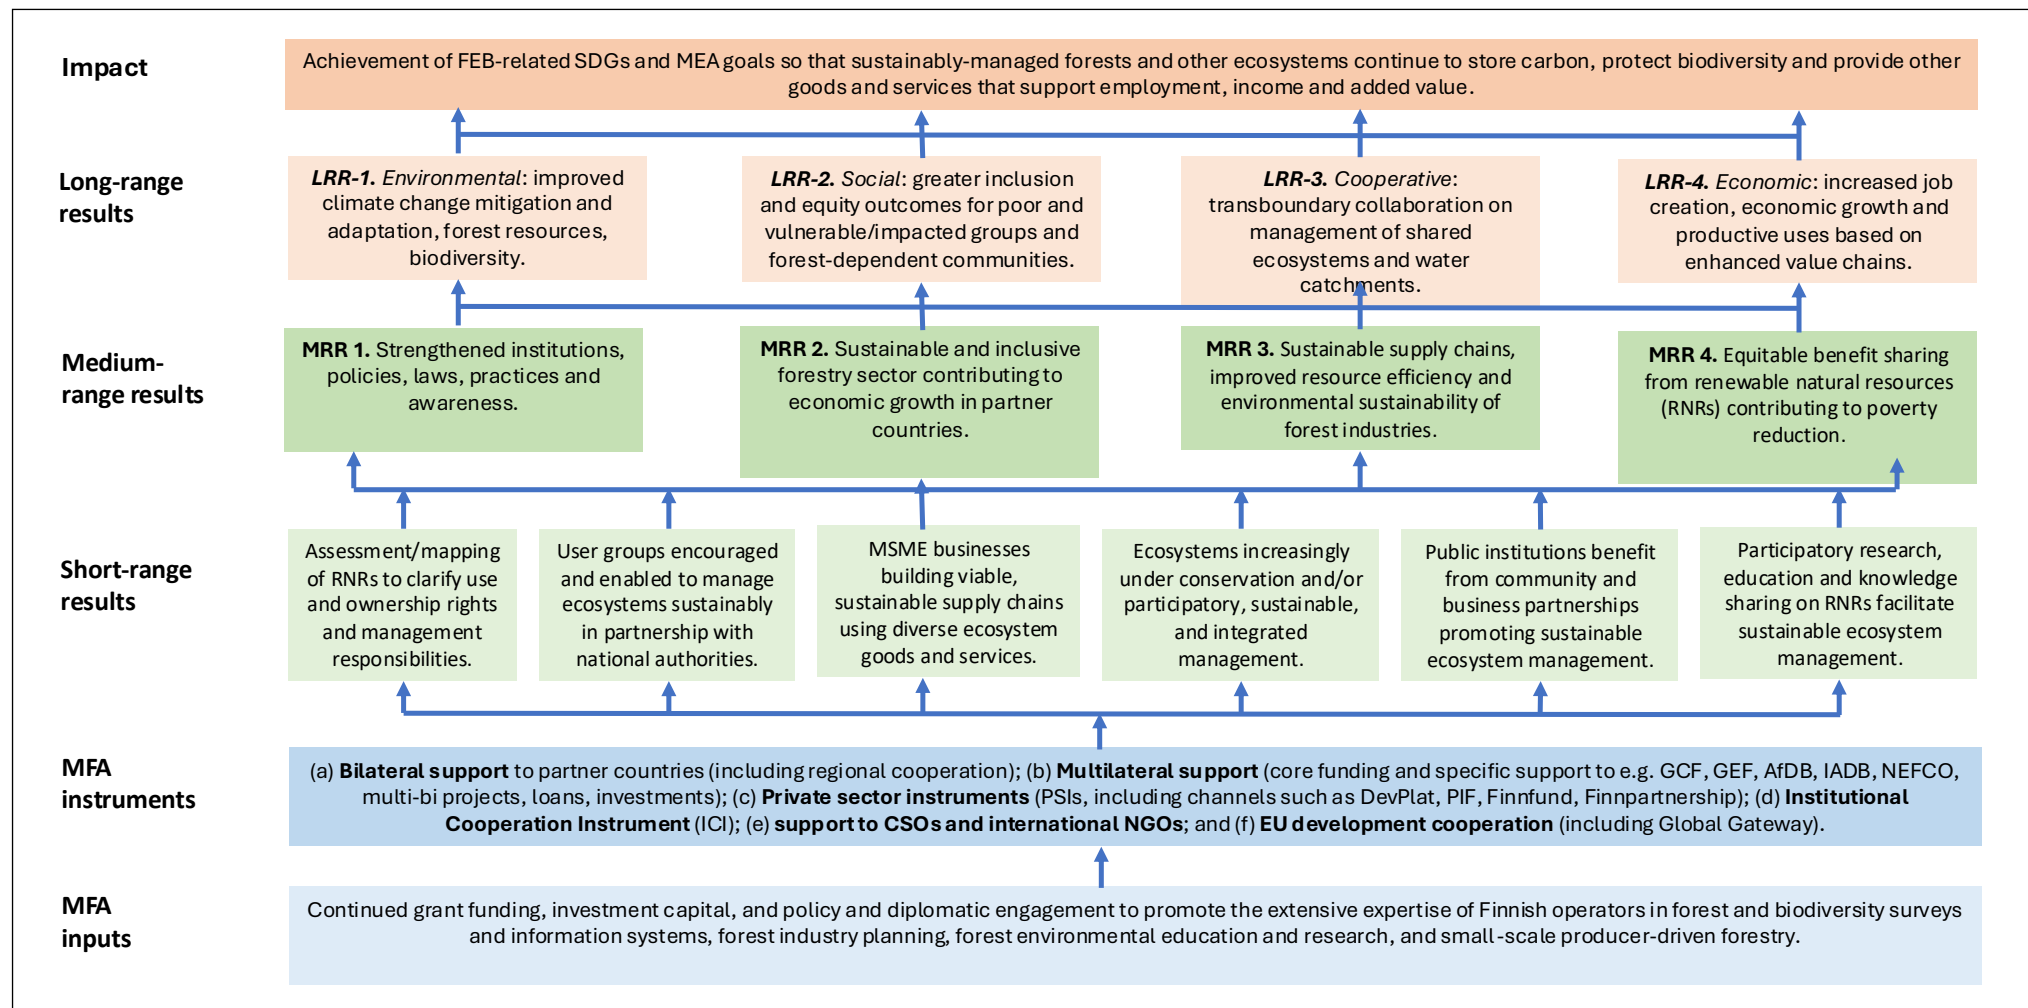 Impact
Achievement of FEB-related SDGs and MEA goals so that sustainably-managed forests and other ecosystems continue to store carbon, protect biodiversity and provide other
goods and services that support employment, income and added value.
Long-range
results
LRR-1. Environmental: improved
climate change mitigation and
adaptation, forest resources,
biodiversity.
LRR-2. Social: greater inclusion
and equity outcomes for poor and
vulnerable/impacted groups and
forest-dependent communities.
LRR-3. Cooperative:
transboundary collaboration on
management of shared
ecosystems and water
catchments.
LRR-4. Economic: increased job
creation, economic growth and
productive uses based on
enhanced value chains.
Medium-
range results
MRR 1. Strengthened institutions,
policies, laws, practices and
awareness.
MRR 2. Sustainable and inclusive
forestry sector contributing to
economic growth in partner
countries.
MRR 3. Sustainable supply chains,
improved resource efficiency and
environmental sustainability of
forest industries.
MRR 4. Equitable benefit sharing
from renewable natural resources
(RNRs) contributing to poverty
reduction.
Short-range
results
Assessment/mapping
of RNRs to clarify use
and ownership rights
and management
responsibilities.
User groups encouraged
and enabled to manage
ecosystems sustainably
in partnership with
national authorities.
MSME businesses
building viable,
sustainable supply chains
using diverse ecosystem
goods and services.
Ecosystems increasingly
under conservation and/or
participatory, sustainable,
and integrated
management.
Public institutions benefit
from community and
business partnerships
promoting sustainable
ecosystem management.
Participatory research,
education and knowledge
sharing on RNRs facilitate
sustainable ecosystem
management.
MFA
instruments
(a) Bilateral support to partner countries (including regional cooperation); (b) Multilateral support (core funding and specific support to e.g. GCF, GEF, AfDB, IADB, NEFCO,
multi-bi projects, loans, investments); (c) Private sector instruments (PSIs, including channels such as DevPlat, PIF, Finnfund, Finnpartnership); (d) Institutional
Cooperation Instrument (ICI); (e) support to CSOs and international NGOs; and (f) EU development cooperation (including Global Gateway).
MFA
inputs
Continued grant funding, investment capital, and policy and diplomatic engagement to promote the extensive expertise of Finnish operators in forest and biodiversity surveys
and information systems, forest industry planning, forest environmental education and research, and small-scale producer-driven forestry.